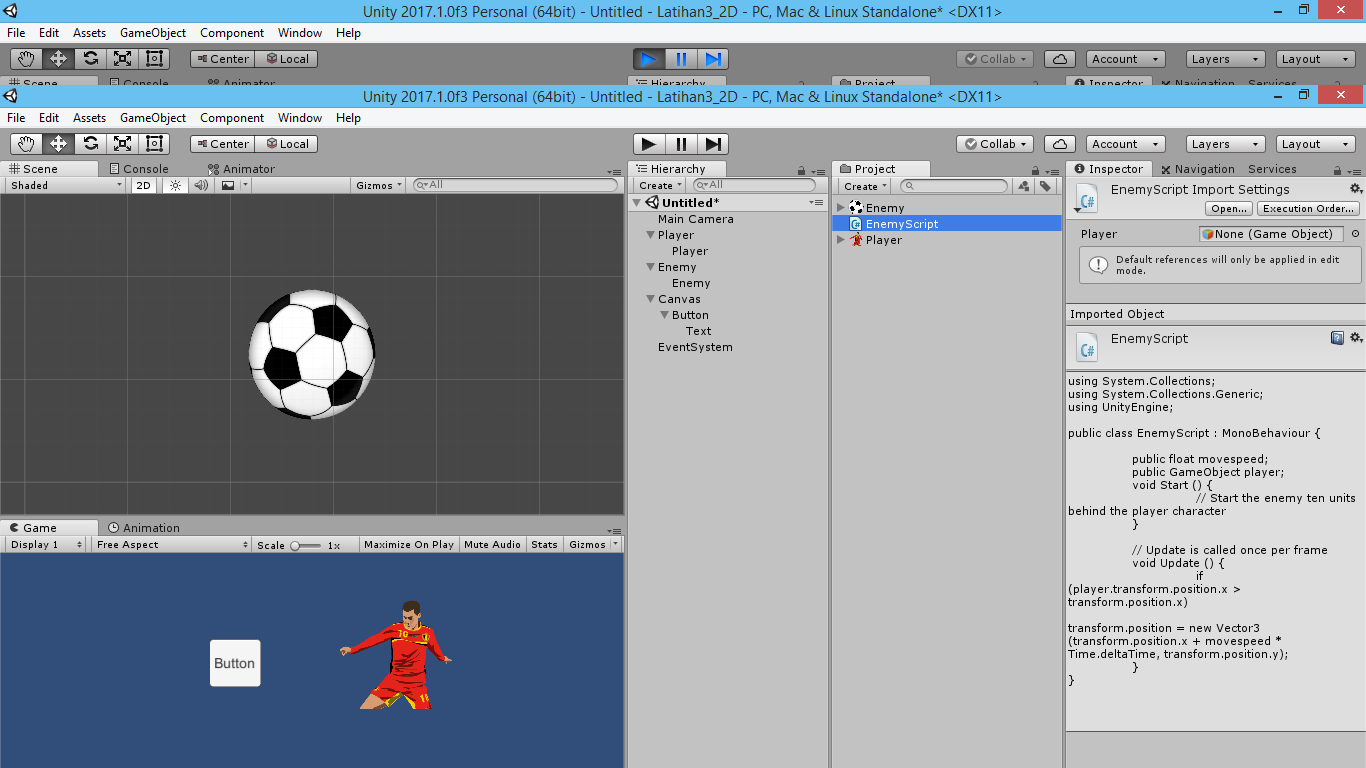 Unity 2017.1.0f3 Personal (64bit) - Untitled - Latihan3_2D - PC, Mac & Linux Standalone* <DX11>
File Edit Assets GameObject Component Window Help
Center Local Collab Account Layers Layout
Scene Console Animator Hierarchy Project Inspector Navigation Services
Unity 2017.1.0f3 Personal (64bit) - Untitled - Latihan3_2D - PC, Mac & Linux Standalone* <DX11>
File Edit Assets GameObject Component Window Help
Center Local Collab Account Layers Layout
Scene Console Animator
Shaded 2D Gizmos All
Hierarchy
Create All
Untitled*
Main Camera
Player
Player
Enemy
Enemy
Canvas
Button
Text
EventSystem
Project
Create
Enemy
EnemyScript
Player
Inspector Navigation Services
C#
EnemyScript Import Settings
Open... Execution Order...
Player None (Game Object)
Default references will only be applied in edit
mode.
Imported Object
C#
EnemyScript
using System.Collections;
using System.Collections.Generic;
using UnityEngine;
public class EnemyScript : MonoBehaviour {
public float movespeed;
public GameObject player;
void Start () {
// Start the enemy ten units
behind the player character
}
// Update is called once per frame
void Update () {
if
(player.transform.position.x >
transform.position.x)
transform.position = new Vector3
(transform.position.x + movespeed *
Time.deltaTime, transform.position.y);
}
}
Game Animation
Display 1 Free Aspect Scale 1x Maximize On Play Mute Audio Stats Gizmos
Button
10